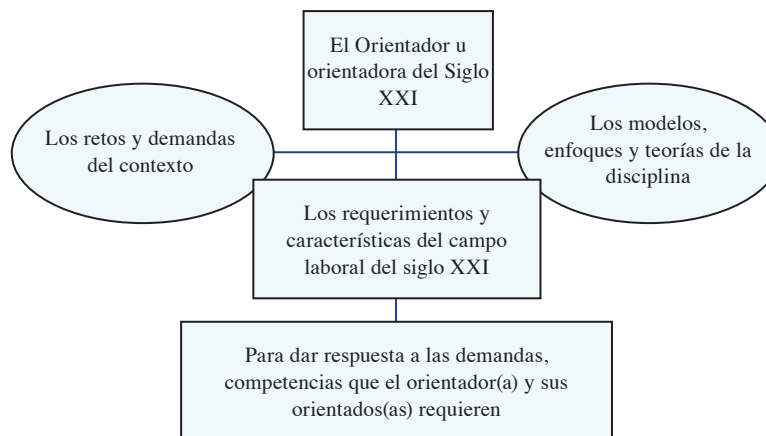 El Orientador u
orientadora del Siglo
XXI
Los retos y demandas
del contexto
Los modelos,
enfoques y teorías de la
disciplina
Los requerimientos y
características del campo
laboral del siglo XXI
Para dar respuesta a las demandas,
competencias que el orientador(a) y sus
orientados(as) requieren